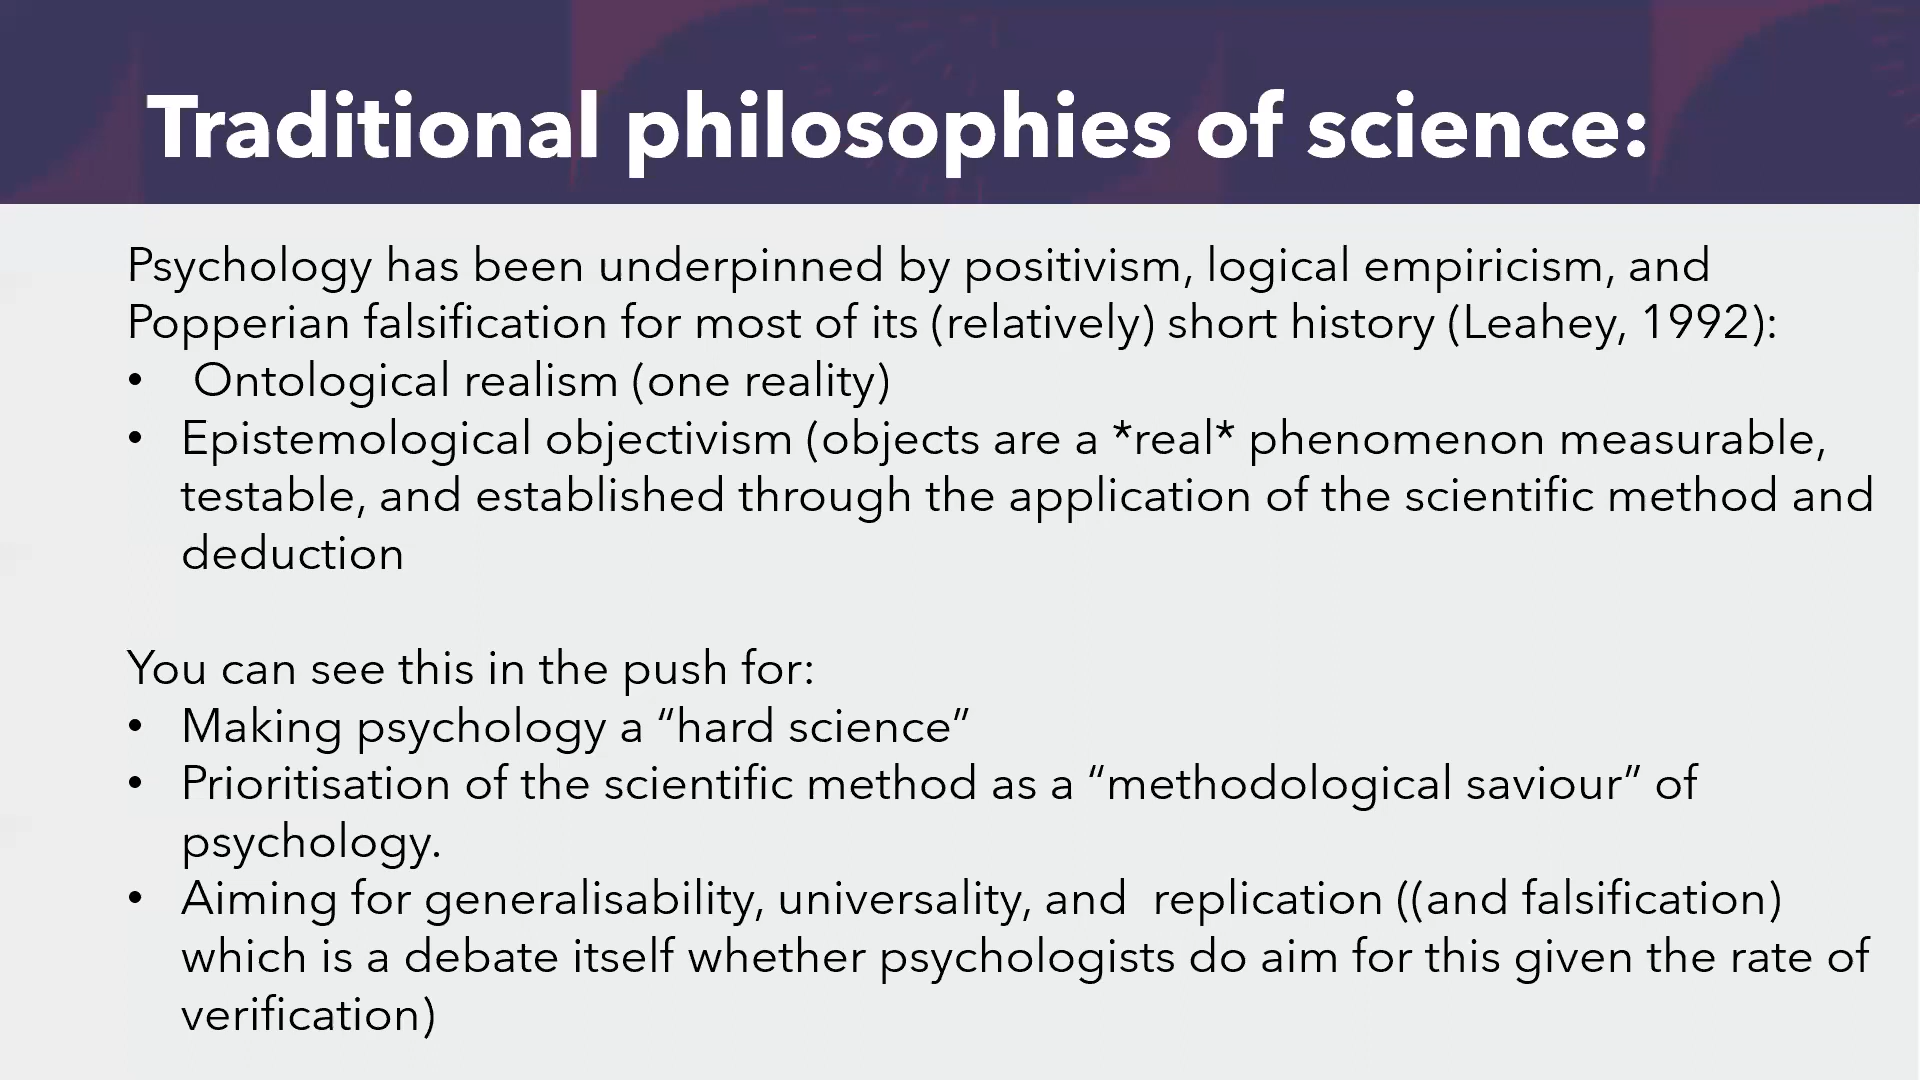 Traditional philosophies of science:
Psychology has been underpinned by positivism, logical empiricism, and
Popperian falsification for most of its (relatively) short history (Leahey, 1992):
• Ontological realism (one reality)
• Epistemological objectivism (objects are a *real* phenomenon measurable,
testable, and established through the application of the scientific method and
deduction
You can see this in the push for:
• Making psychology a “hard science”
• Prioritisation of the scientific method as a “methodological saviour” of
psychology.
• Aiming for generalisability, universality, and  replication ((and falsification)
which is a debate itself whether psychologists do aim for this given the rate of
verification)